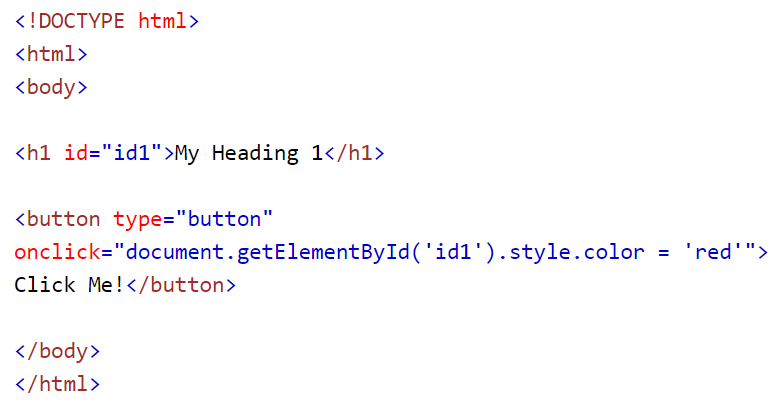 <!DOCTYPE html>
<html>
<body>
<h1 id="id1">My Heading 1</h1>
<button type="button"
onclick="document.getElementById('id1').style.color = 'red'">
Click Me!</button>
</body>
</html>